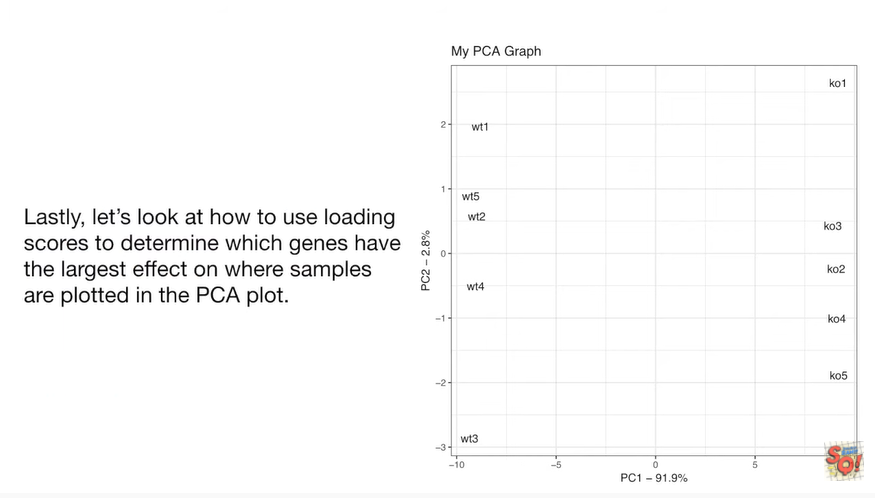 My PCA Graph
ko1
2
wt1
1
wt5
wt2
Lastly, let's look at how to use loading
scores to determine which genes have
the largest effect on where samples
are plotted in the PCA plot.
ko3
PC2 – 2.8%
0
ko2
wt4
−1
ko4
−2
ko5
wt3
−3
SQ!
−10
−5
0
5
PC1 – 91.9%